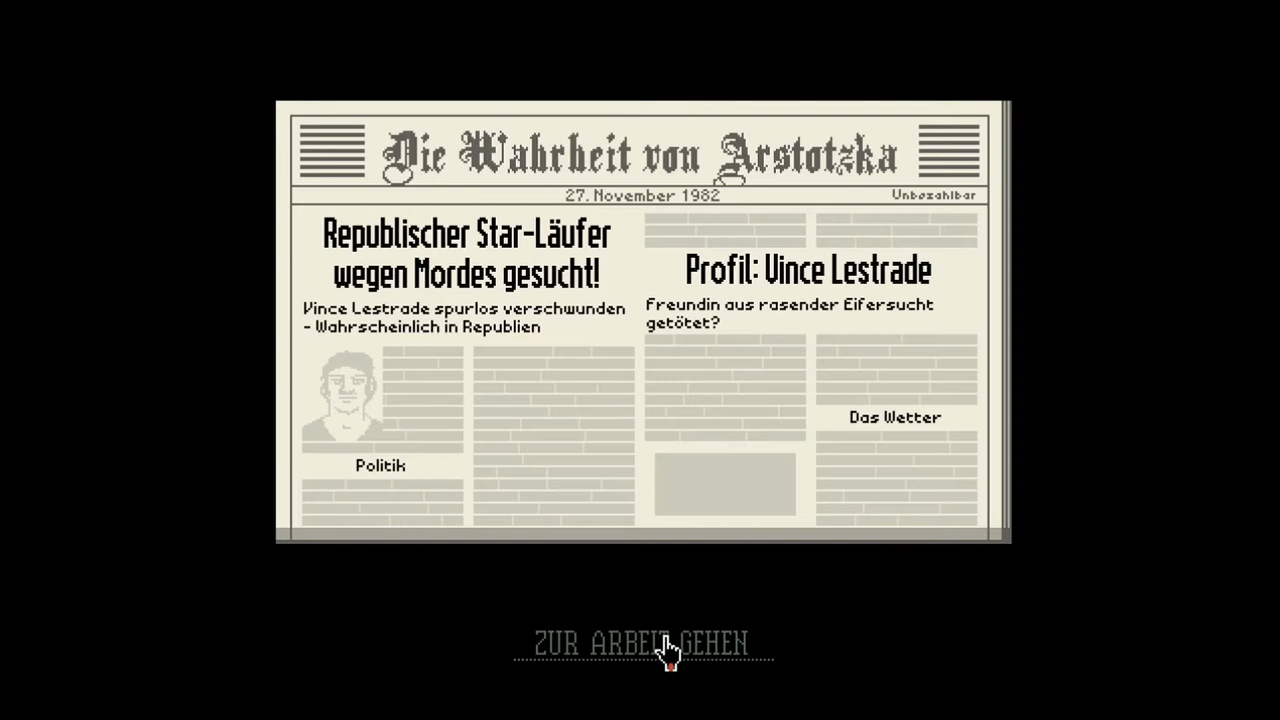 Die Wahrheit von Arstotzka
27. November 1982
Unbezahlbar
Republischer Star-Läufer
wegen Mordes gesucht!
Vince Lestrade spurlos verschwunden
- Wahrscheinlich in Republien
Politik
Profil: Vince Lestrade
Freundin aus rasender Eifersucht
getötet?
Das Wetter
ZUR ARBEIT GEHEN